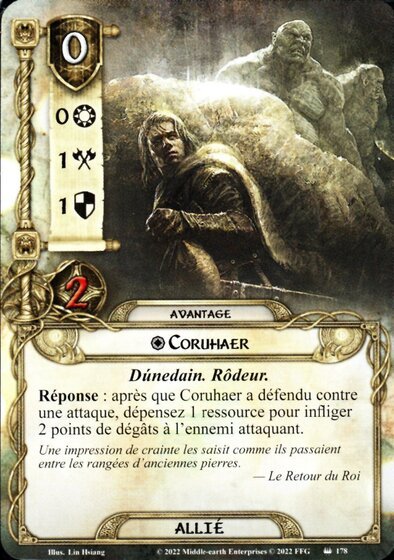 0
0
1
1
2
AVANTAGE
CORUHAER
Dúnedain. Rôdeur.
Réponse : après que Coruhaer a défendu contre
une attaque, dépensez 1 ressource pour infliger
2 points de dégâts à l'ennemi attaquant.
Une impression de crainte les saisit comme ils passaient
entre les rangées d'anciennes pierres.
— Le Retour du Roi
ALLIÉ
Illus. Lin Hsiang © 2022 Middle-earth Enterprises © 2022 FFG 178